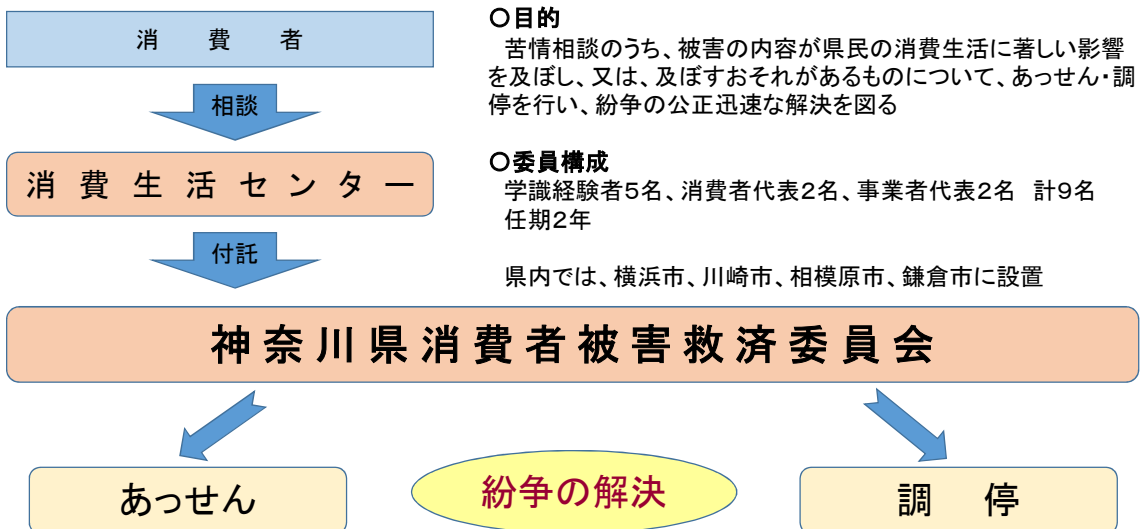 消　費　者
相談
消 費 生 活 セ ン タ ー
付託
〇目的
苦情相談のうち、被害の内容が県民の消費生活に著しい影響
を及ぼし、又は、及ぼすおそれがあるものについて、あっせん・調
停を行い、紛争の公正迅速な解決を図る
〇委員構成
学識経験者5名、消費者代表2名、事業者代表2名　計9名
任期2年
県内では、横浜市、川崎市、相模原市、鎌倉市に設置
神奈川県消費者被害救済委員会
あっせん
紛争の解決
調　停